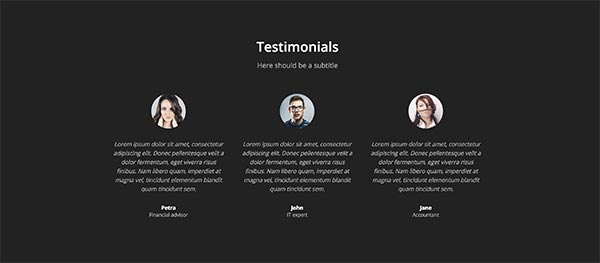 Testimonials
Here should be a subtitle
Lorem ipsum dolor sit amet, consectetur
adipiscing elit. Donec pellentesque velit a
dolor fermentum, eget viverra risus
finibus. Nam libero quam, imperdiet at
magna vel, tincidunt elementum blandit
quam tincidunt sem.
Petra
Financial advisor
Lorem ipsum dolor sit amet, consectetur
adipiscing elit. Donec pellentesque velit a
dolor fermentum, eget viverra risus
finibus. Nam libero quam, imperdiet at
magna vel, tincidunt elementum blandit
quam tincidunt sem.
John
IT expert
Lorem ipsum dolor sit amet, consectetur
adipiscing elit. Donec pellentesque velit a
dolor fermentum, eget viverra risus
finibus. Nam libero quam, imperdiet at
magna vel, tincidunt elementum blandit
quam tincidunt sem.
Jane
Accountant